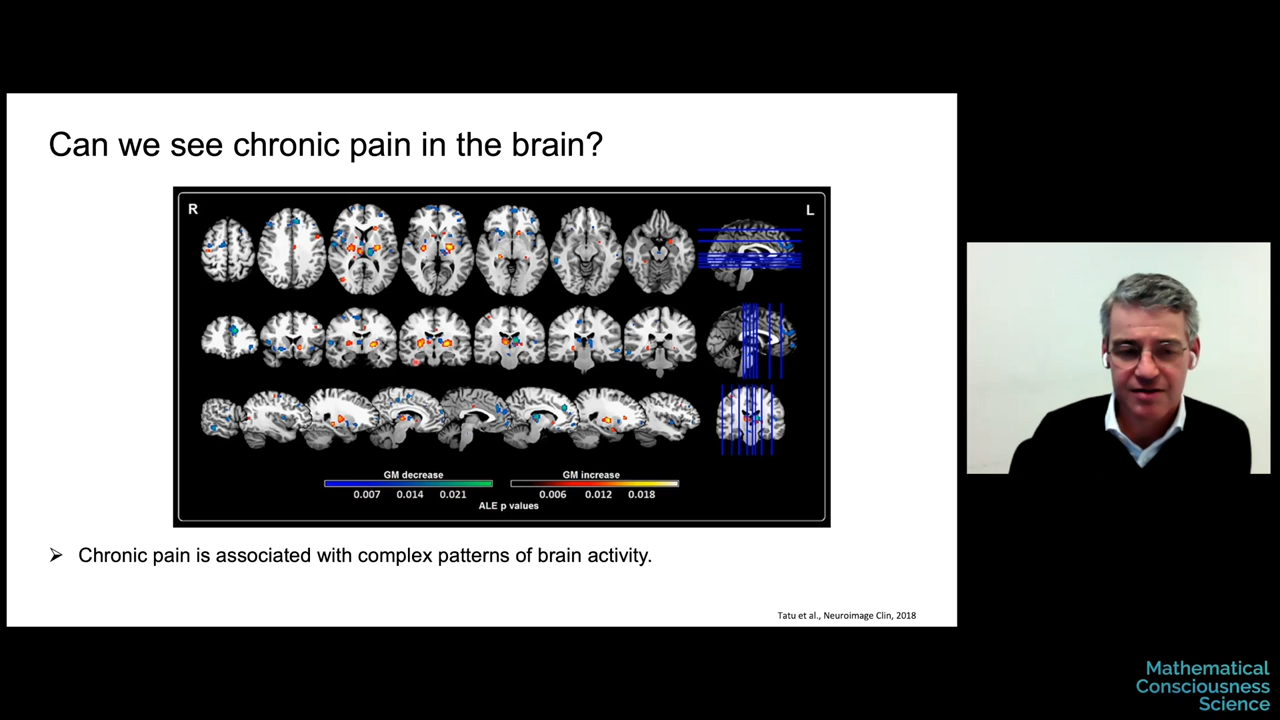 Can we see chronic pain in the brain?
R
L
GM decrease
GM increase
0.007 0.014 0.021
0.006 0.012 0.018
ALE p values
➢ Chronic pain is associated with complex patterns of brain activity.
Tatu et al., Neuroimage Clin, 2018
Mathematical
Consciousness
Science